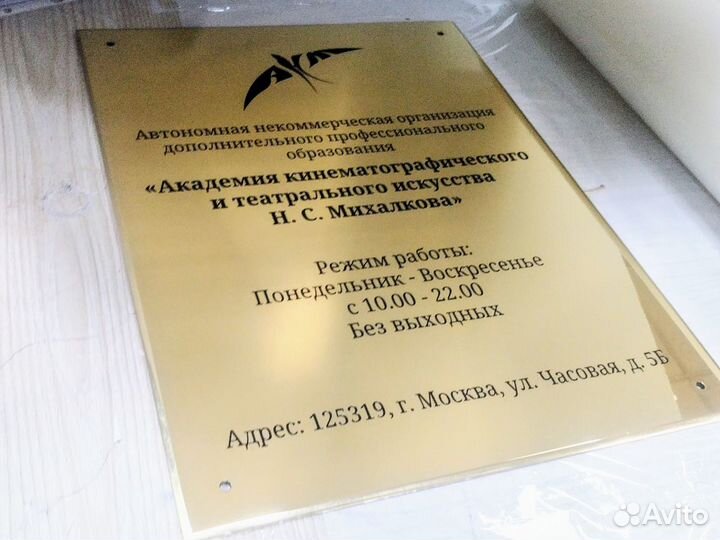 АКМ
Автономная некоммерческая организация
дополнительного профессионального
образования
«Академия кинематографического
и театрального искусства
Н. С. Михалкова»
Режим работы:
Понедельник - Воскресенье
с 10.00 - 22.00
Без выходных
Адрес: 125319, г. Москва, ул. Часовая, д. 5Б
Avito